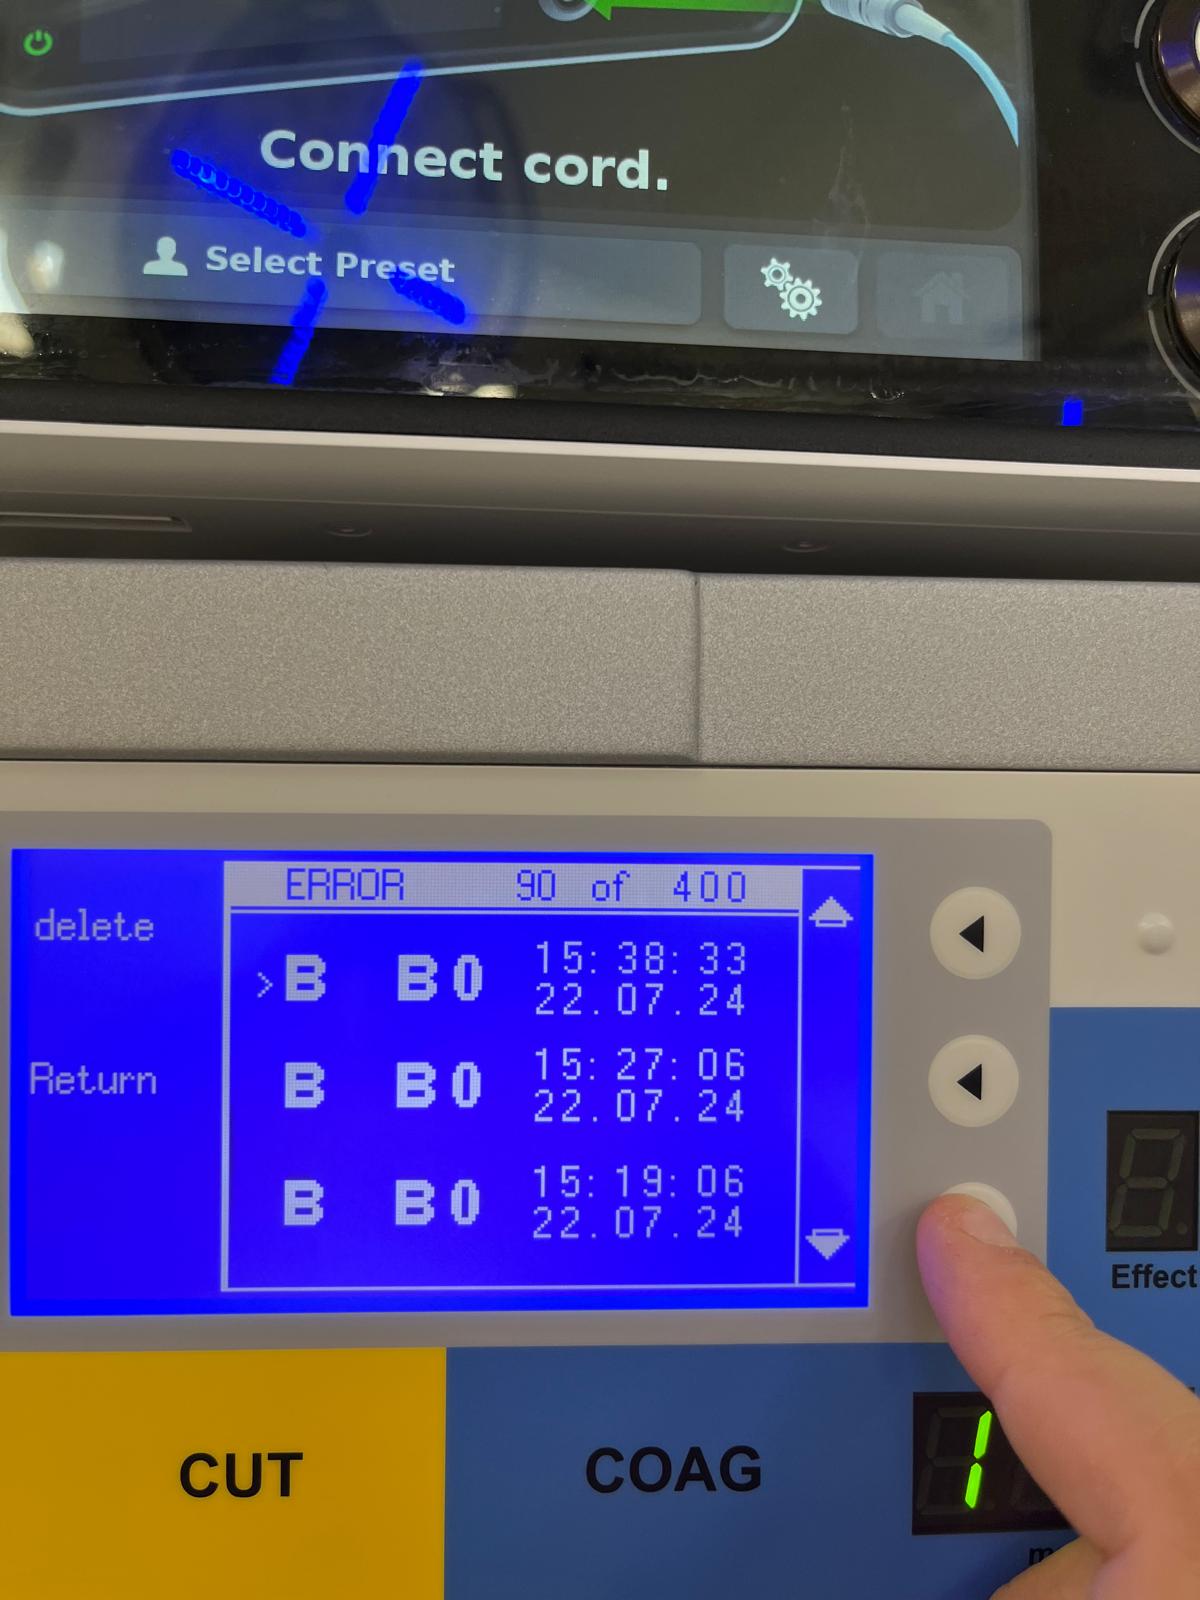 Connect cord.
Select Preset
delete
Return
ERROR 90 of 400
>B B0 15:38:33
22.07.24
B B0 15:27:06
22.07.24
B B0 15:19:06
22.07.24
Effect
CUT
COAG
1